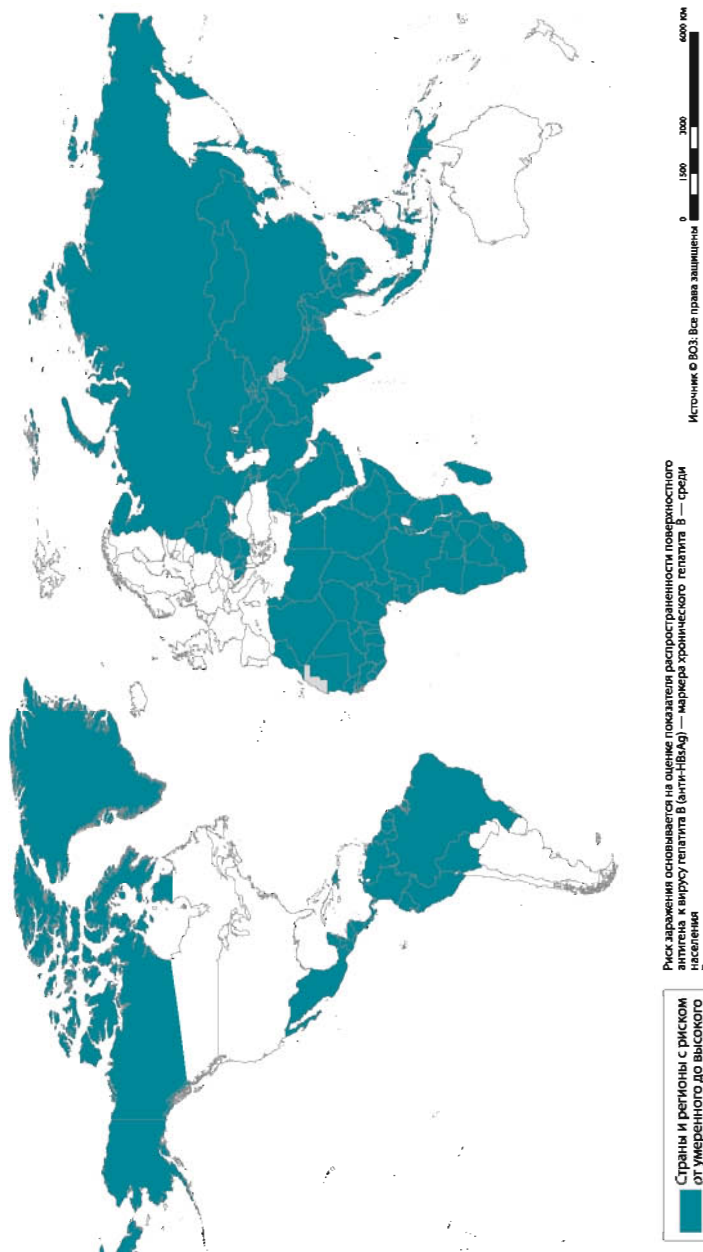 Страны и регионы с риском
от умеренного до высокого
Риск заражения основывается на оценке показателя распространенности поверхностного
антигена к вирусу гепатита B (анти-HBsAg) — маркера хронического гепатита B — среди
населения
0 1500 3000 6000 км
Источник © ВОЗ: Все права защищены